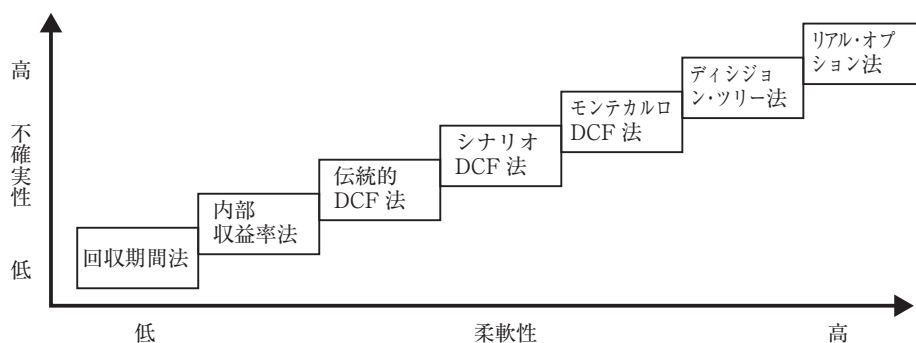 高
不確実性
低
リアル・オプ
ション法
ディシジョ
ン・ツリー法
モンテカルロ
DCF 法
シナリオ
DCF 法
伝統的
DCF 法
内部
収益率法
回収期間法
低
柔軟性
高